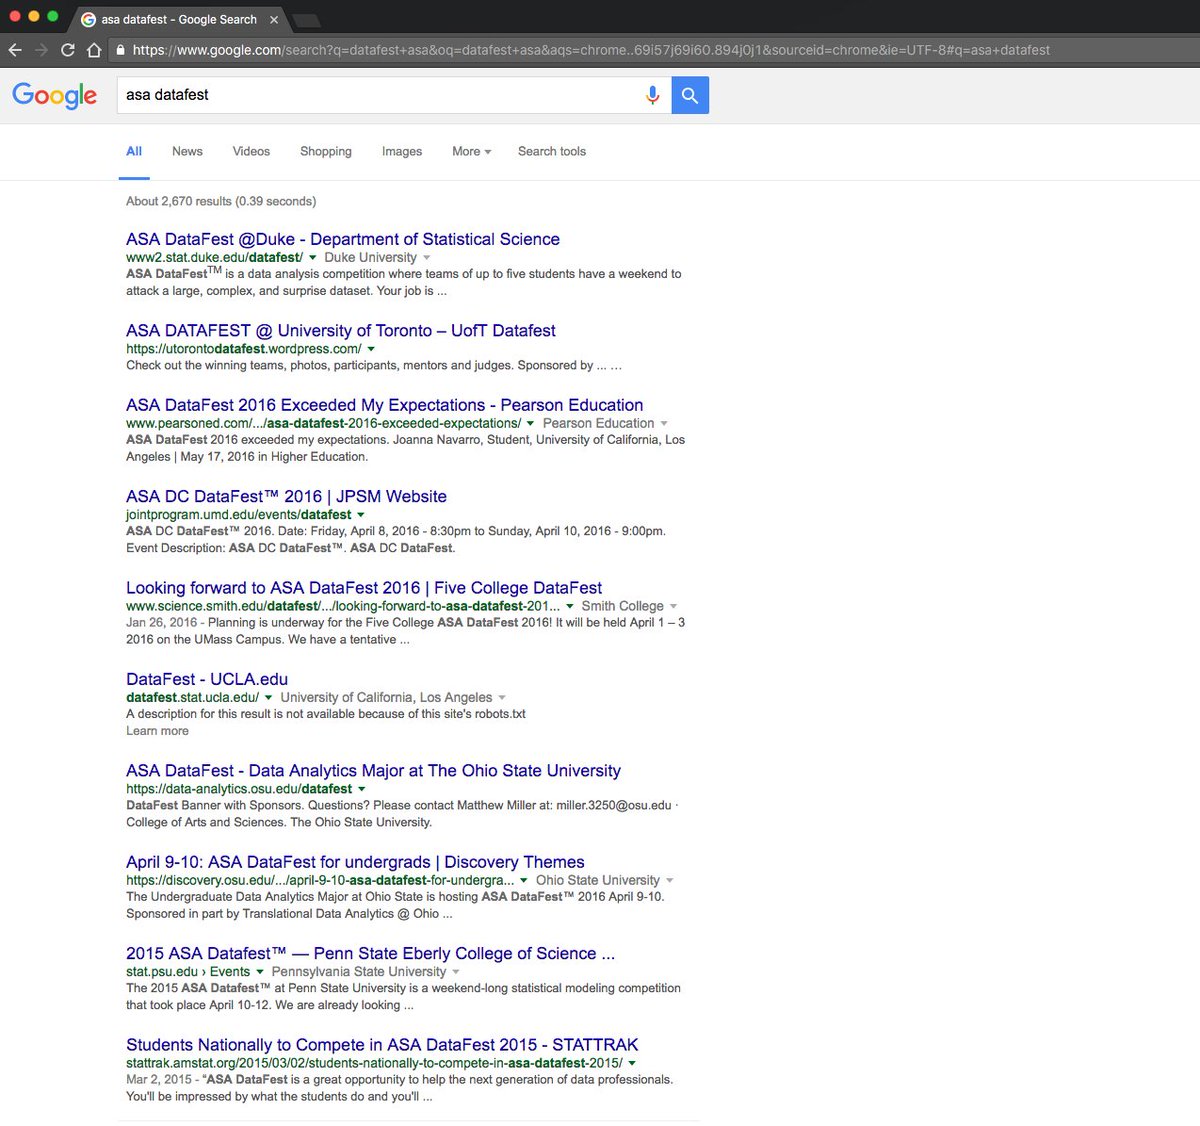 asa datafest - Google Search
https://www.google.com/search?q=datafest+asa&oq=datafest+asa&aqs=chrome..69i57j69i60.894j0j1&sourceid=chrome&ie=UTF-8#q=asa+datafest
Google
asa datafest
All News Videos Shopping Images More Search tools
About 2,670 results (0.39 seconds)
ASA DataFest @Duke - Department of Statistical Science
www2.stat.duke.edu/datafest/ Duke University
ASA DataFest™ is a data analysis competition where teams of up to five students have a weekend to
attack a large, complex, and surprise dataset. Your job is ...
ASA DATAFEST @ University of Toronto – UofT Datafest
https://utorontodatafest.wordpress.com/
Check out the winning teams, photos, participants, mentors and judges. Sponsored by ... …
ASA DataFest 2016 Exceeded My Expectations - Pearson Education
www.pearsoned.com/.../asa-datafest-2016-exceeded-expectations/ Pearson Education
ASA DataFest 2016 exceeded my expectations. Joanna Navarro, Student, University of California, Los
Angeles | May 17, 2016 in Higher Education.
ASA DC DataFest™ 2016 | JPSM Website
jointprogram.umd.edu/events/datafest
ASA DC DataFest™ 2016. Date: Friday, April 8, 2016 - 8:30pm to Sunday, April 10, 2016 - 9:00pm.
Event Description: ASA DC DataFest™. ASA DC DataFest.
Looking forward to ASA DataFest 2016 | Five College DataFest
www.science.smith.edu/datafest/.../looking-forward-to-asa-datafest-201... Smith College
Jan 26, 2016 - Planning is underway for the Five College ASA DataFest 2016! It will be held April 1 – 3
2016 on the UMass Campus. We have a tentative ...
DataFest - UCLA.edu
datafest.stat.ucla.edu/ University of California, Los Angeles
A description for this result is not available because of this site's robots.txt
Learn more
ASA DataFest - Data Analytics Major at The Ohio State University
https://data-analytics.osu.edu/datafest
DataFest Banner with Sponsors. Questions? Please contact Matthew Miller at: miller.3250@osu.edu ·
College of Arts and Sciences. The Ohio State University.
April 9-10: ASA DataFest for undergrads | Discovery Themes
https://discovery.osu.edu/.../april-9-10-asa-datafest-for-undergra... Ohio State University
The Undergraduate Data Analytics Major at Ohio State is hosting ASA DataFest™ 2016 April 9-10.
Sponsored in part by Translational Data Analytics @ Ohio ...
2015 ASA Datafest™ — Penn State Eberly College of Science ...
stat.psu.edu › Events Pennsylvania State University
The 2015 ASA Datafest™ at Penn State University is a weekend-long statistical modeling competition
that took place April 10-12. We are already looking ...
Students Nationally to Compete in ASA DataFest 2015 - STATTRAK
stattrak.amstat.org/2015/03/02/students-nationally-to-compete-in-asa-datafest-2015/
Mar 2, 2015 - “ASA DataFest is a great opportunity to help the next generation of data professionals.
You'll be impressed by what the students do and you'll ...